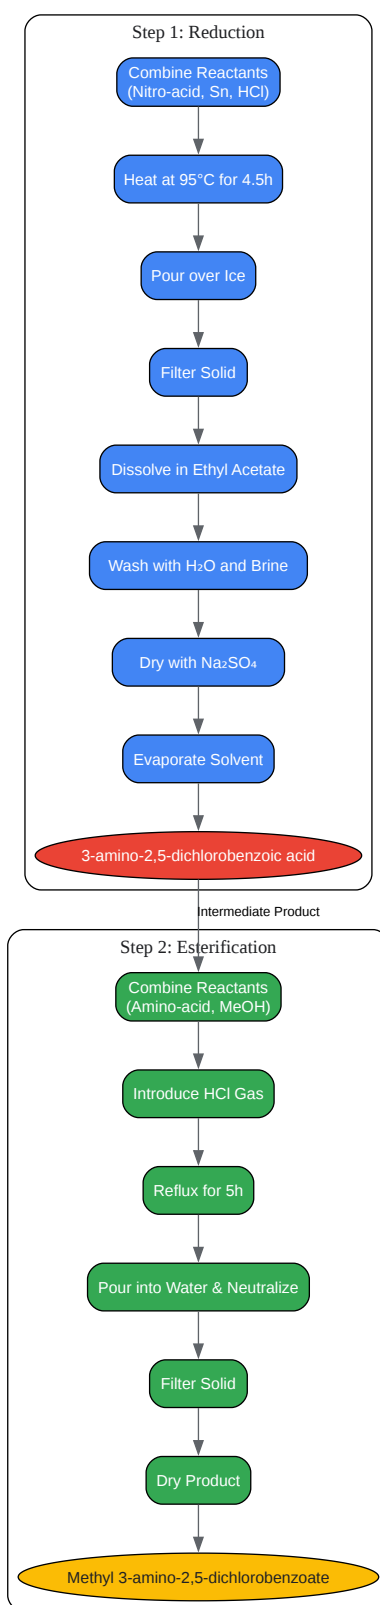 Step 1: Reduction
Combine Reactants
(Nitro-acid, Sn, HCl)
Heat at 95°C for 4.5h
Pour over Ice
Filter Solid
Dissolve in Ethyl Acetate
Wash with H₂O and Brine
Dry with Na₂SO₄
Evaporate Solvent
3-amino-2,5-dichlorobenzoic acid
Intermediate Product
Step 2: Esterification
Combine Reactants
(Amino-acid, MeOH)
Introduce HCl Gas
Reflux for 5h
Pour into Water & Neutralize
Filter Solid
Dry Product
Methyl 3-amino-2,5-dichlorobenzoate